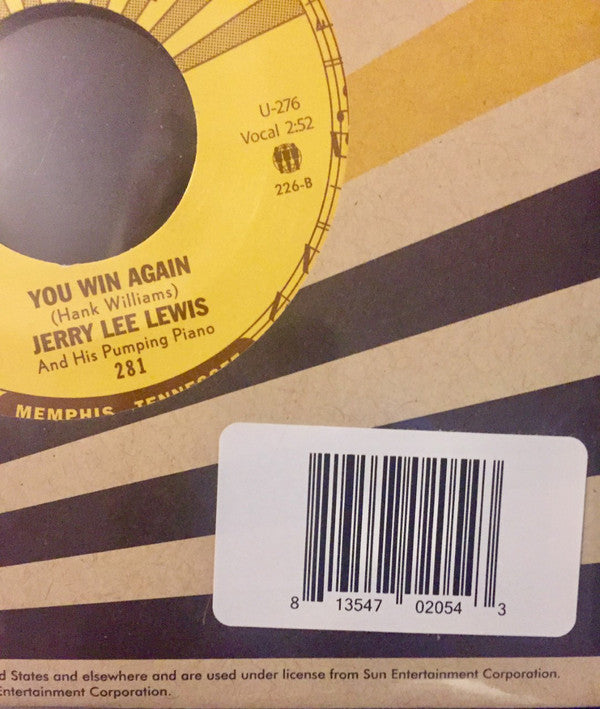 U-276
Vocal 2:52
226-B
YOU WIN AGAIN
(Hank Williams)
JERRY LEE LEWIS
And His Pumping Piano
281
MEMPHIS, TENNESSEE
8 13547 02054 3
d States and elsewhere and are used under license from Sun Entertainment Corporation.
Entertainment Corporation.